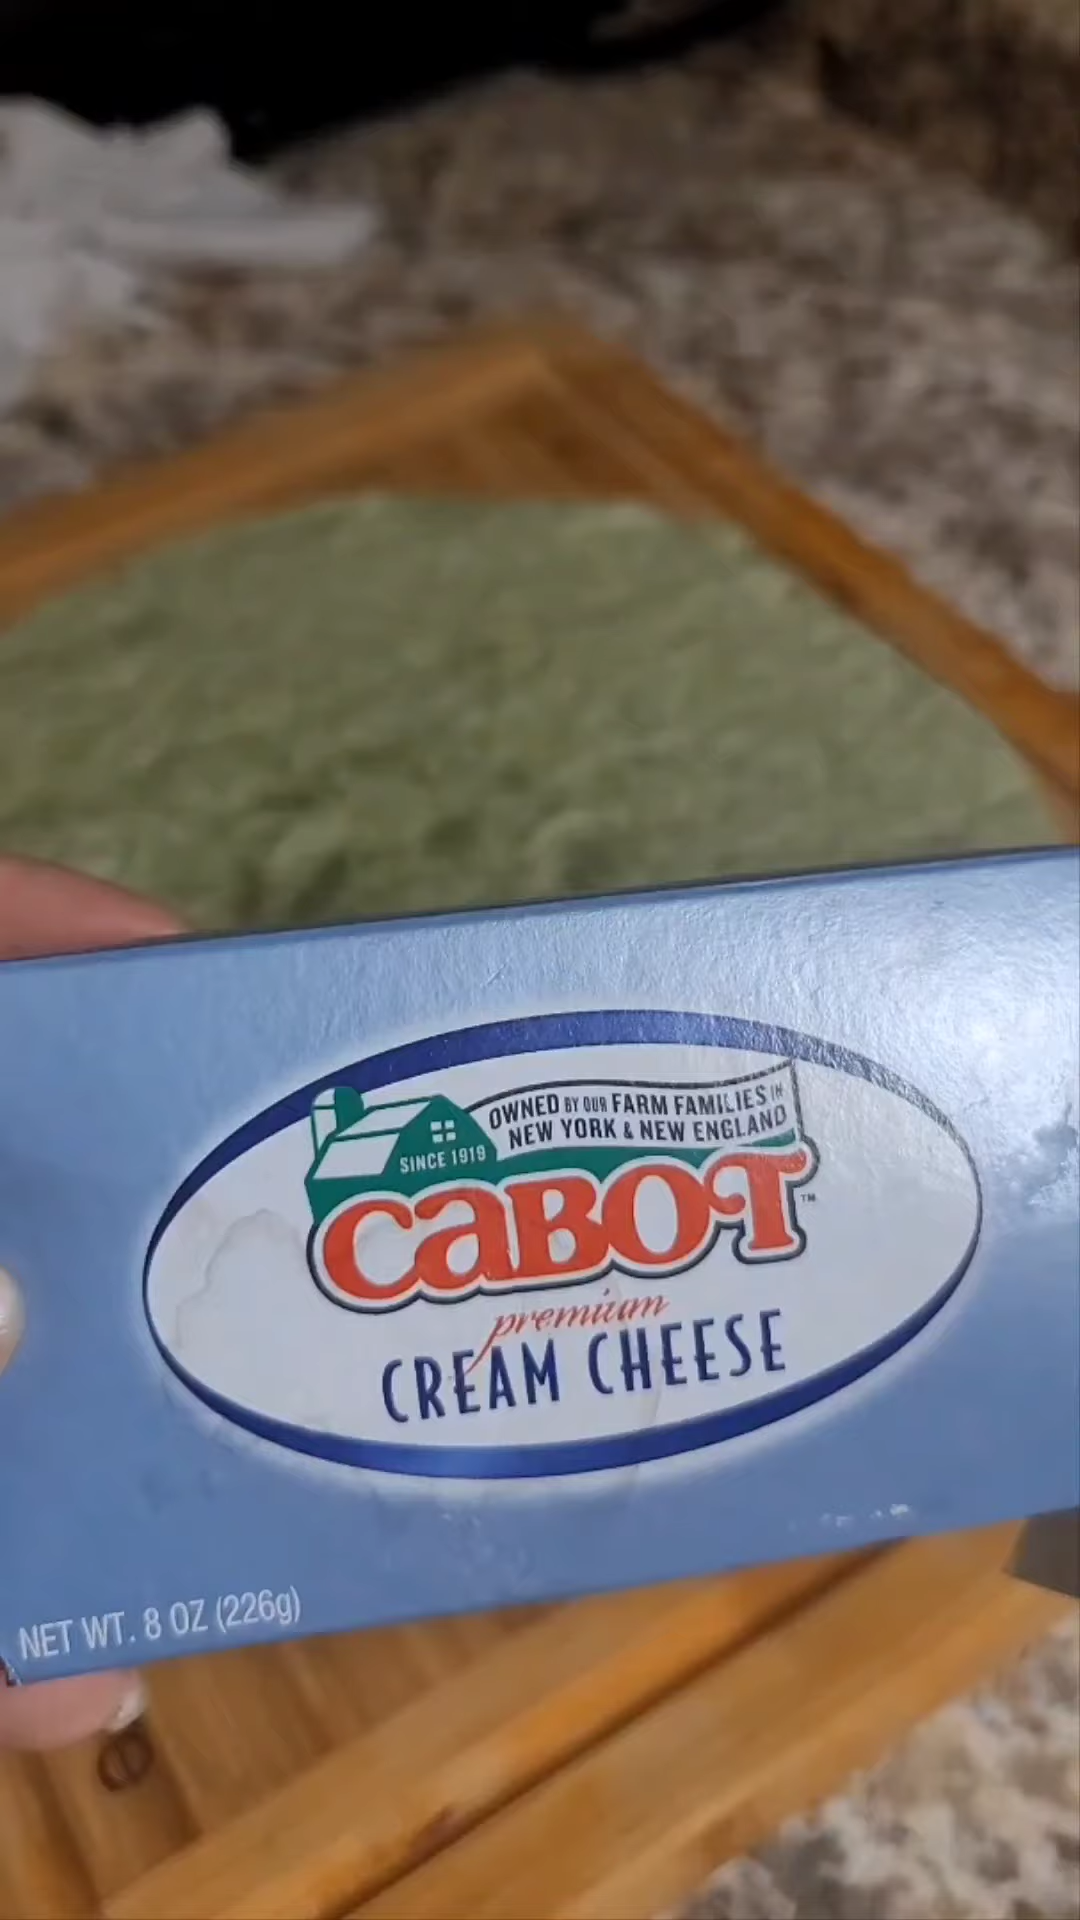 OWNED BY OUR FARM FAMILIES IN
NEW YORK & NEW ENGLAND
SINCE 1919
CABOT™
premium
CREAM CHEESE
NET WT. 8 OZ (226g)